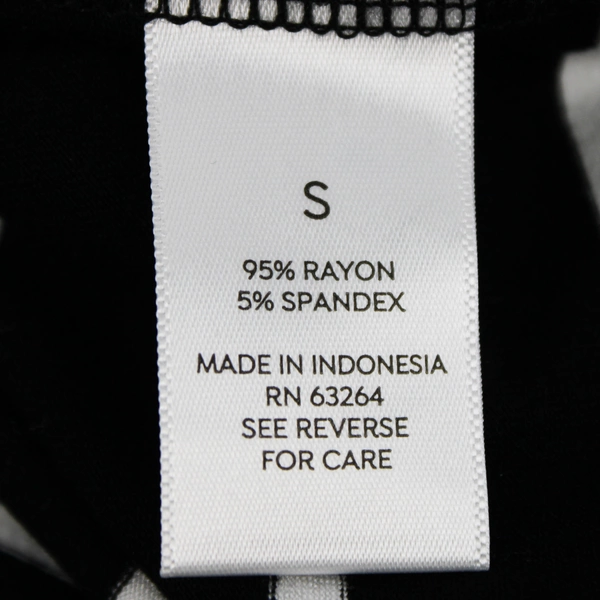 S
95% RAYON
5% SPANDEX
MADE IN INDONESIA
RN 63264
SEE REVERSE
FOR CARE